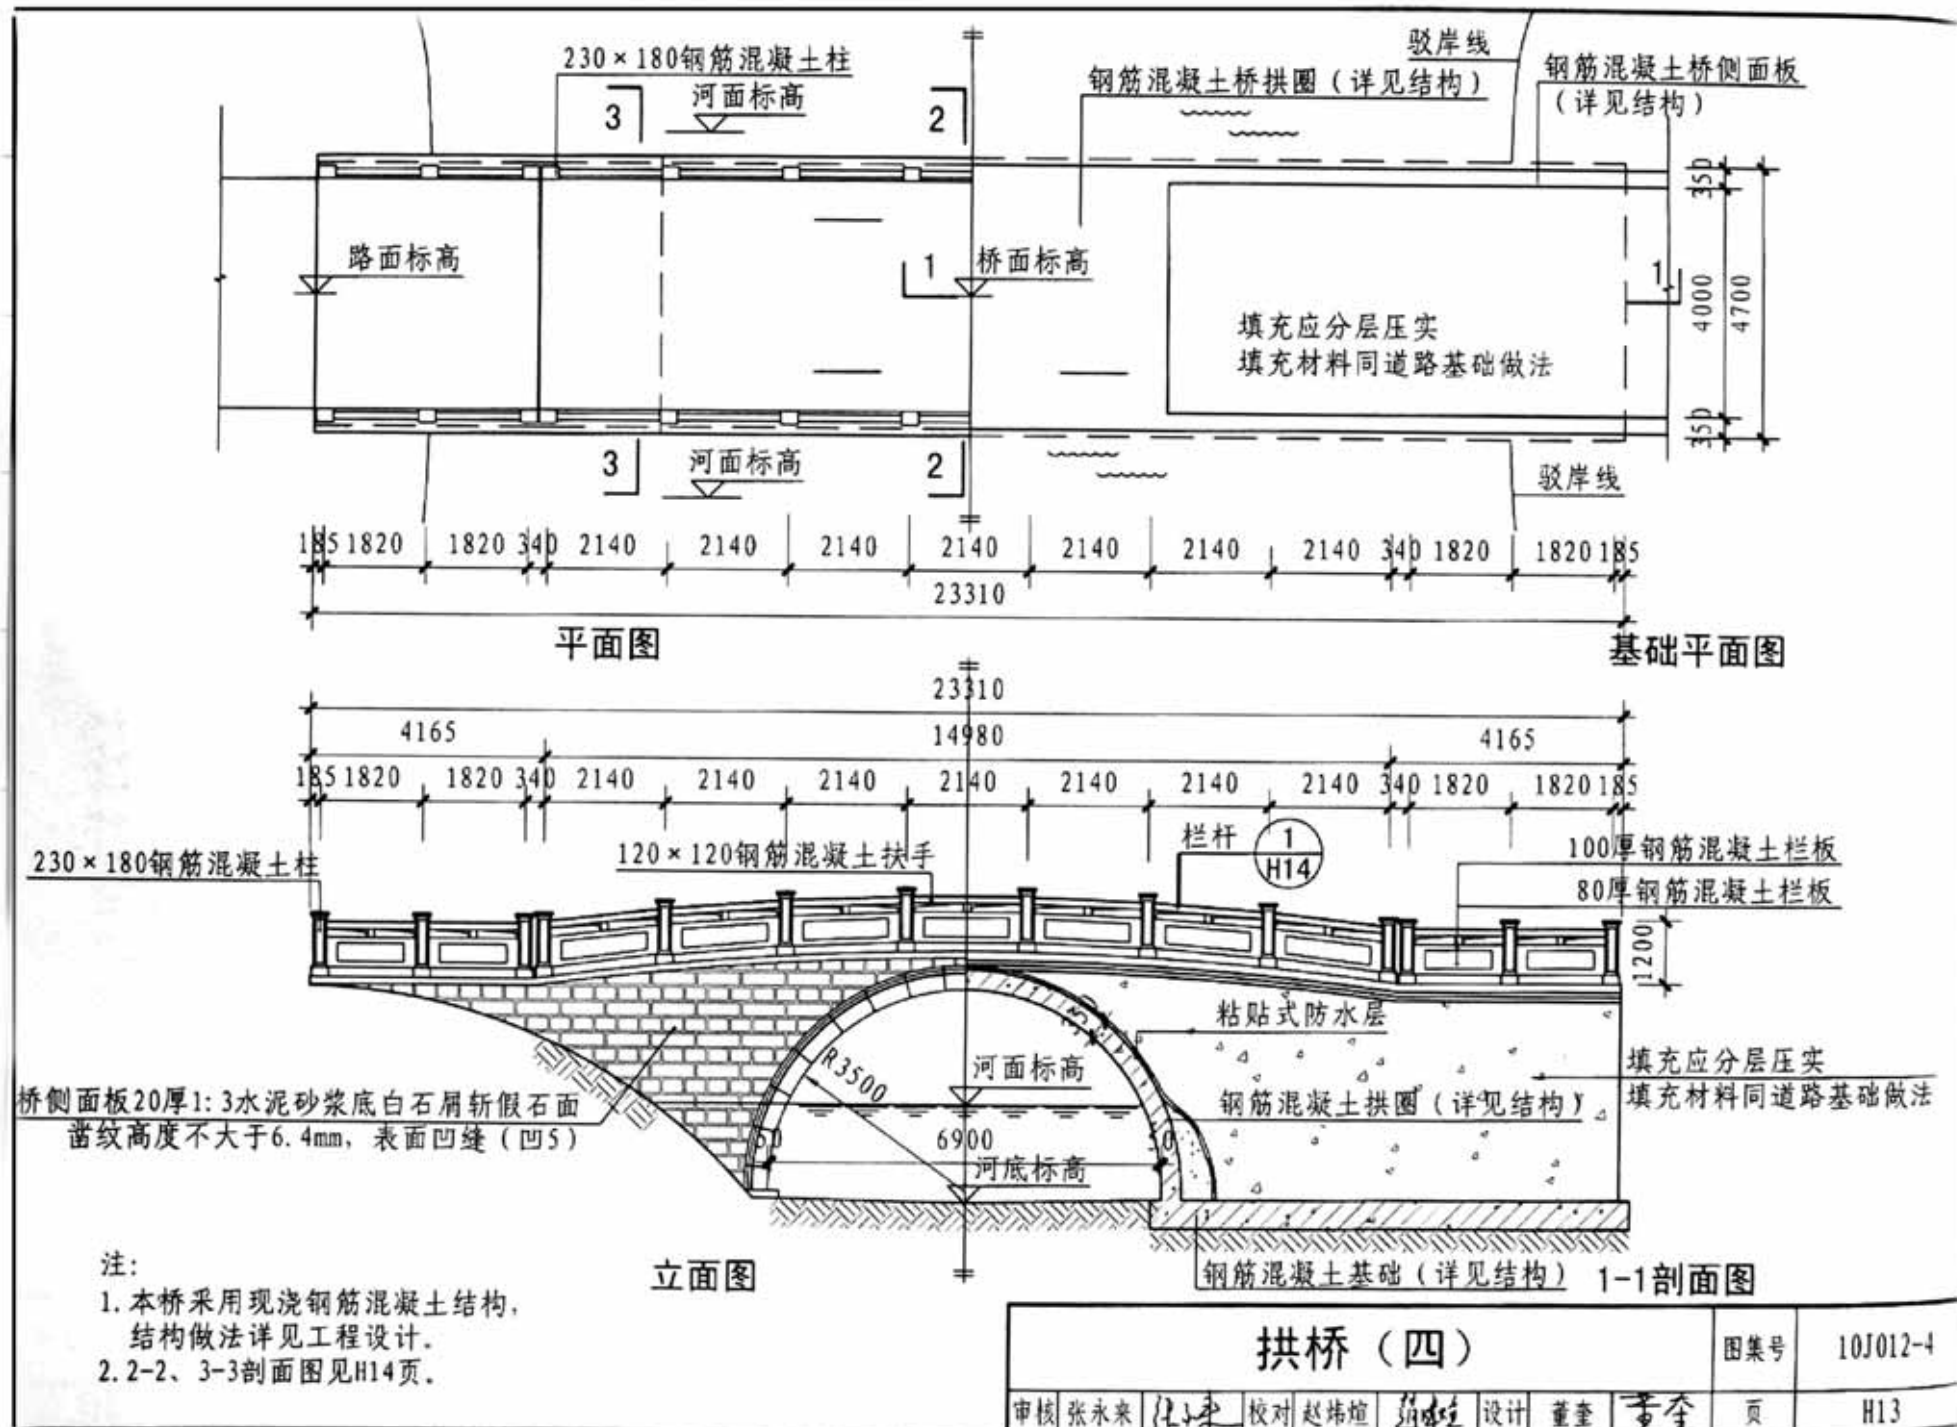 230×180钢筋混凝土柱
河面标高
3
2
钢筋混凝土桥拱圈（详见结构）
驳岸线
钢筋混凝土桥侧面板
（详见结构）
路面标高
1
桥面标高
1
填充应分层压实
填充材料同道路基础做法
350
4000
4700
350
3
河面标高
2
驳岸线
185 1820 1820 340 2140 2140 2140 2140 2140 2140 2140 340 1820 1820 185
23310
平面图
基础平面图
23310
4165 14980 4165
185 1820 1820 340 2140 2140 2140 2140 2140 2140 2140 340 1820 1820 185
230×180钢筋混凝土柱
120×120钢筋混凝土扶手
栏杆
1
H14
100厚钢筋混凝土栏板
80厚钢筋混凝土栏板
1200
粘贴式防水层
R3500
河面标高
填充应分层压实
填充材料同道路基础做法
钢筋混凝土拱圈（详见结构）
桥侧面板20厚1:3水泥砂浆底白石屑斩假石面
凿纹高度不大于6.4mm，表面凹缝（凹5）
50 6900 50
河底标高
立面图
钢筋混凝土基础（详见结构）
1-1剖面图
注：
1.本桥采用现浇钢筋混凝土结构，
结构做法详见工程设计.
2.2-2、3-3剖面图见H14页.
拱桥（四）
图集号 10J012-4
审核 张永来 校对 赵炜煊 设计 董奎 董奎 页 H13